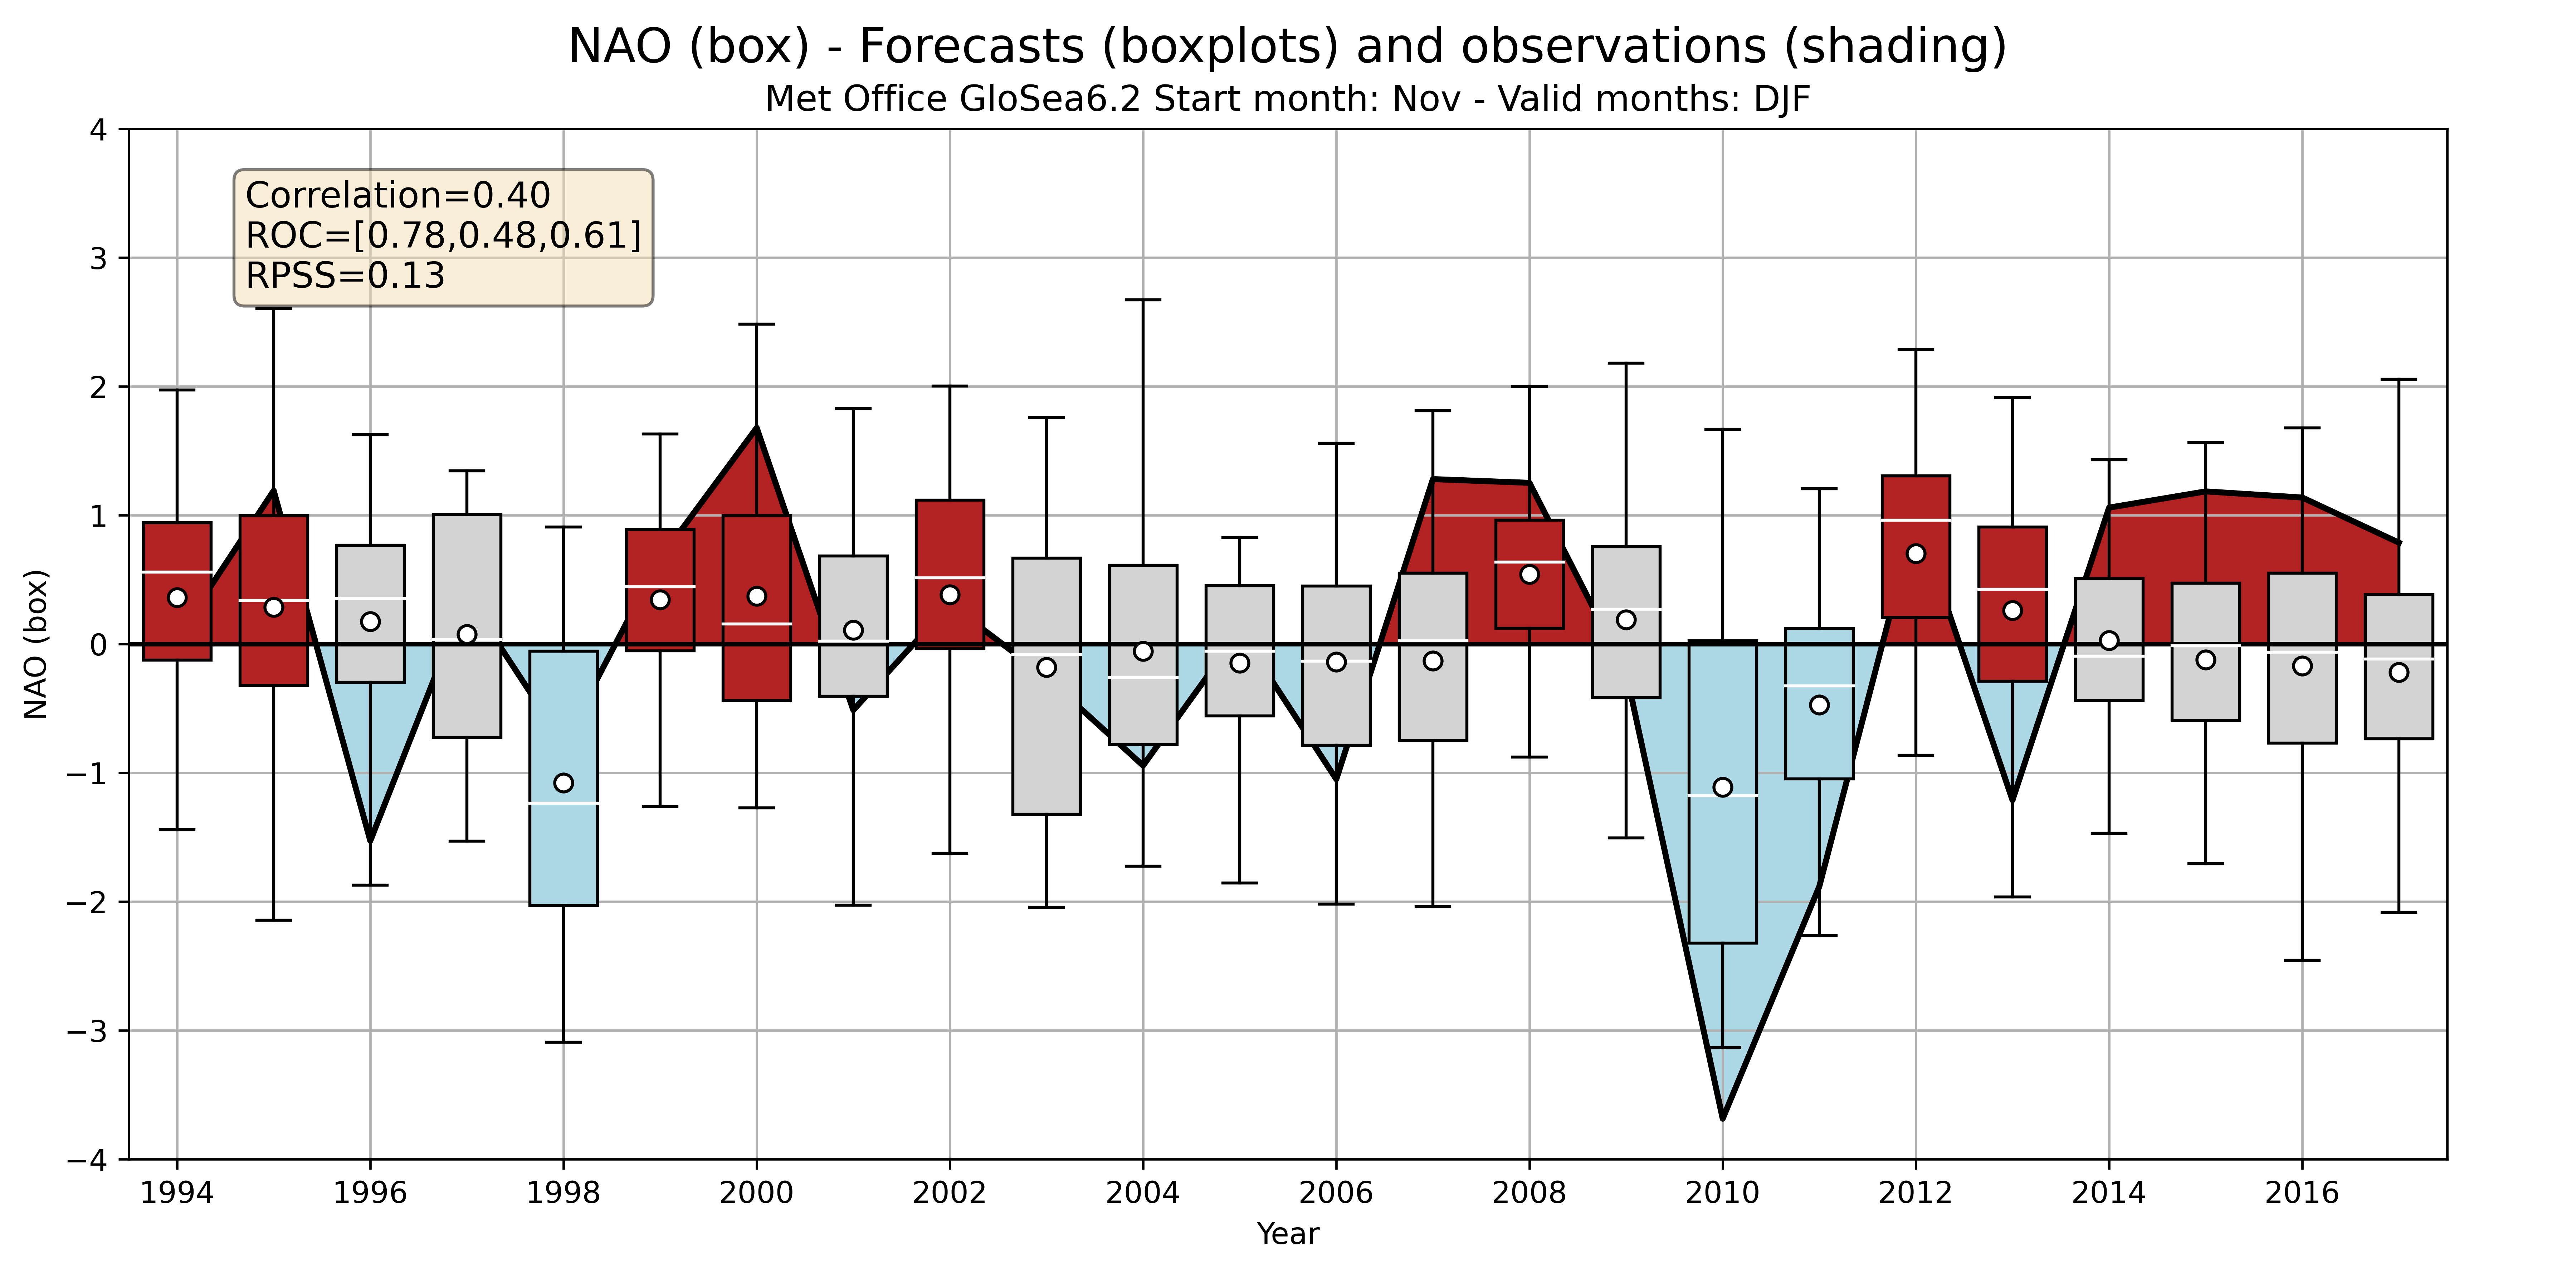 NAO (box) - Forecasts (boxplots) and observations (shading)
Met Office GloSea6.2 Start month: Nov - Valid months: DJF
Correlation=0.40
ROC=[0.78,0.48,0.61]
RPSS=0.13
NAO (box)
4
3
2
1
0
−1
−2
−3
−4
1994 1996 1998 2000 2002 2004 2006 2008 2010 2012 2014 2016
Year